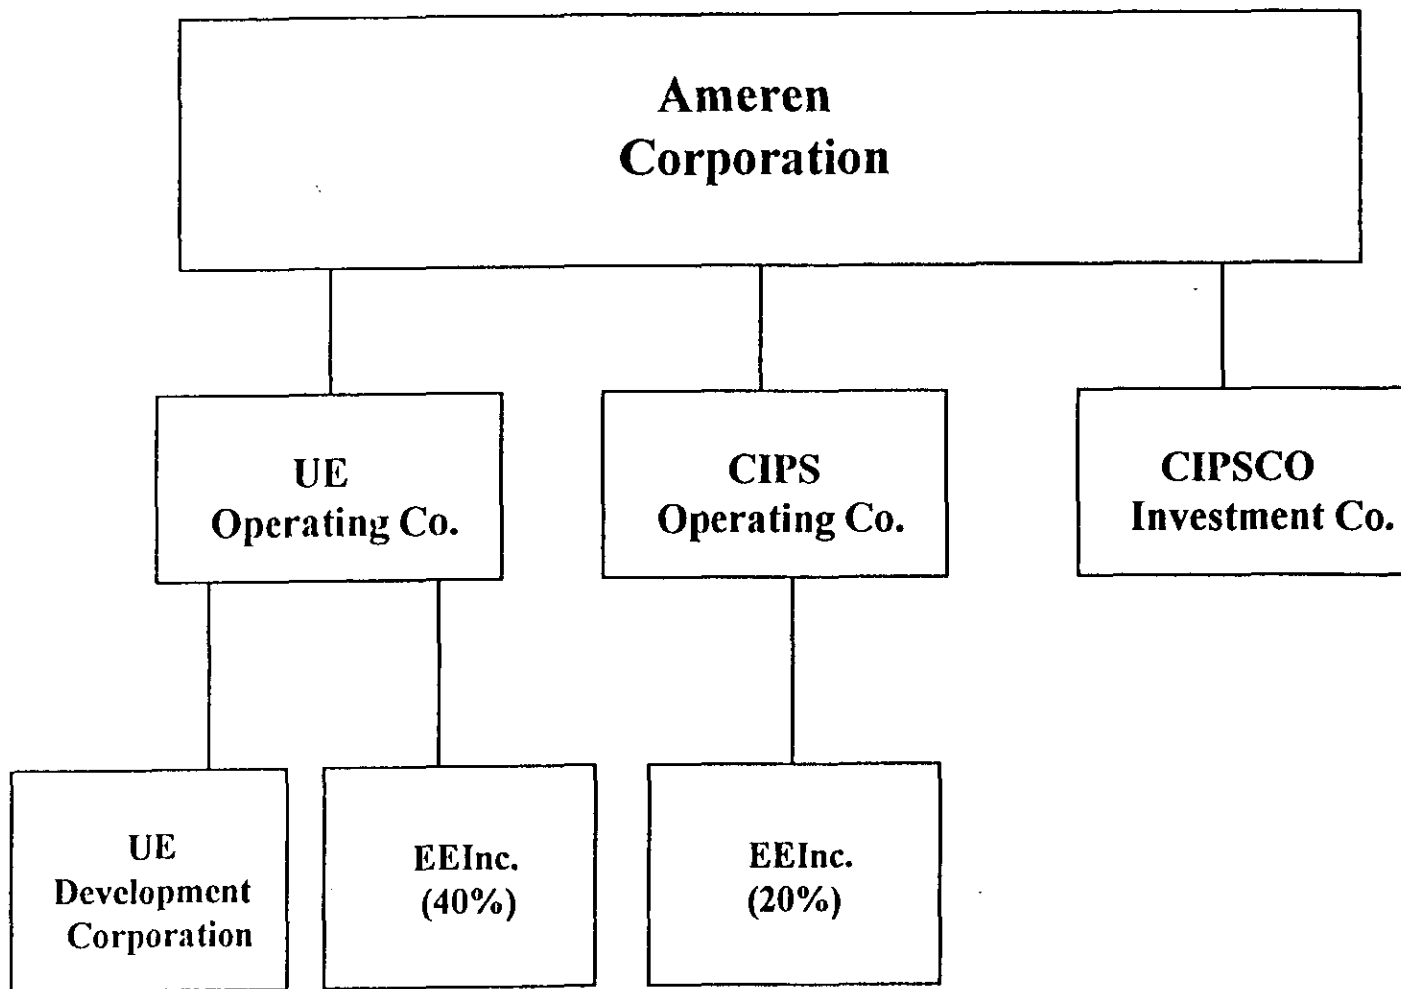 Ameren
Corporation
UE
Operating Co.
CIPS
Operating Co.
CIPSCO
Investment Co.
UE
Development
Corporation
EEInc.
(40%)
EEInc.
(20%)